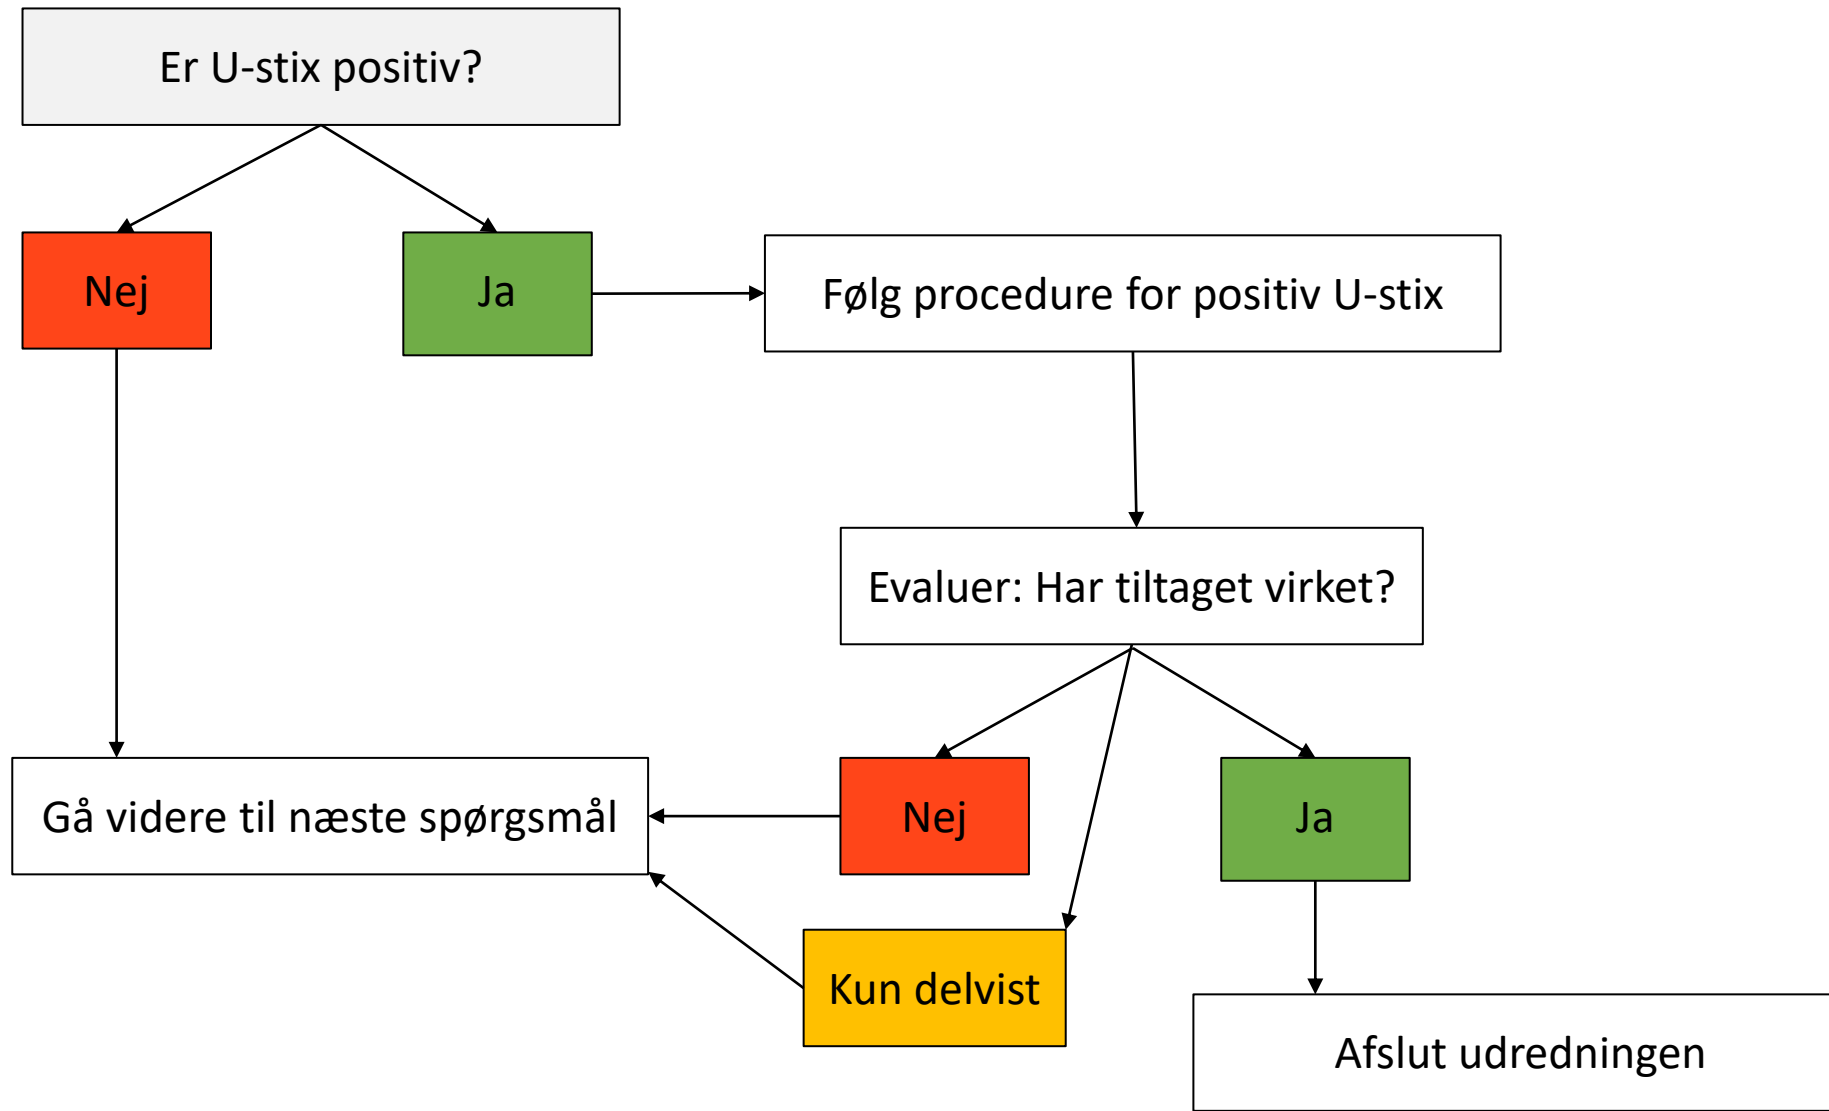 Er U-stix positiv?
Nej
Ja
Følg procedure for positiv U-stix
Evaluer: Har tiltaget virket?
Gå videre til næste spørgsmål
Nej
Ja
Kun delvist
Afslut udredningen